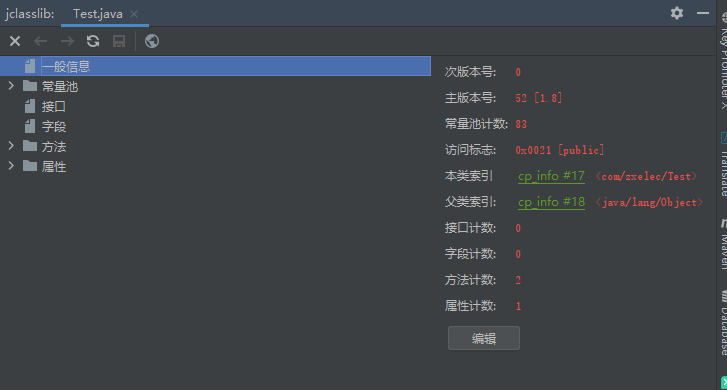 jclasslib: Test.java
一般信息
常量池
接口
字段
方法
属性
次版本号: 0
主版本号: 52 [1.8]
常量池计数: 83
访问标志: 0x0021 [public]
本类索引 cp_info #17 <com/zxelec/Test>
父类索引: cp_info #18 <java/lang/Object>
接口计数: 0
字段计数: 0
方法计数: 2
属性计数: 1
编辑
Key Promoter X
Translate
Maven
Database